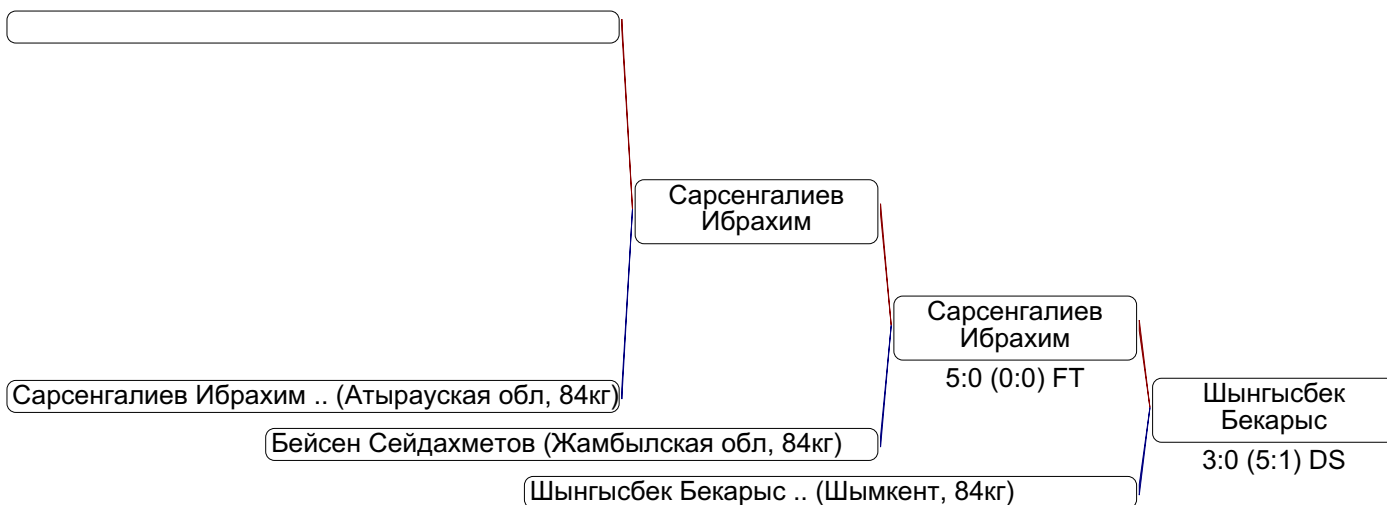 Сарсенгалиев
Ибрахим
Сарсенгалиев
Ибрахим
5:0 (0:0) FT
Сарсенгалиев Ибрахим .. (Атырауская обл, 84кг)
Шынгысбек
Бекарыс
3:0 (5:1) DS
Бейсен Сейдахметов (Жамбылская обл, 84кг)
Шынгысбек Бекарыс .. (Шымкент, 84кг)